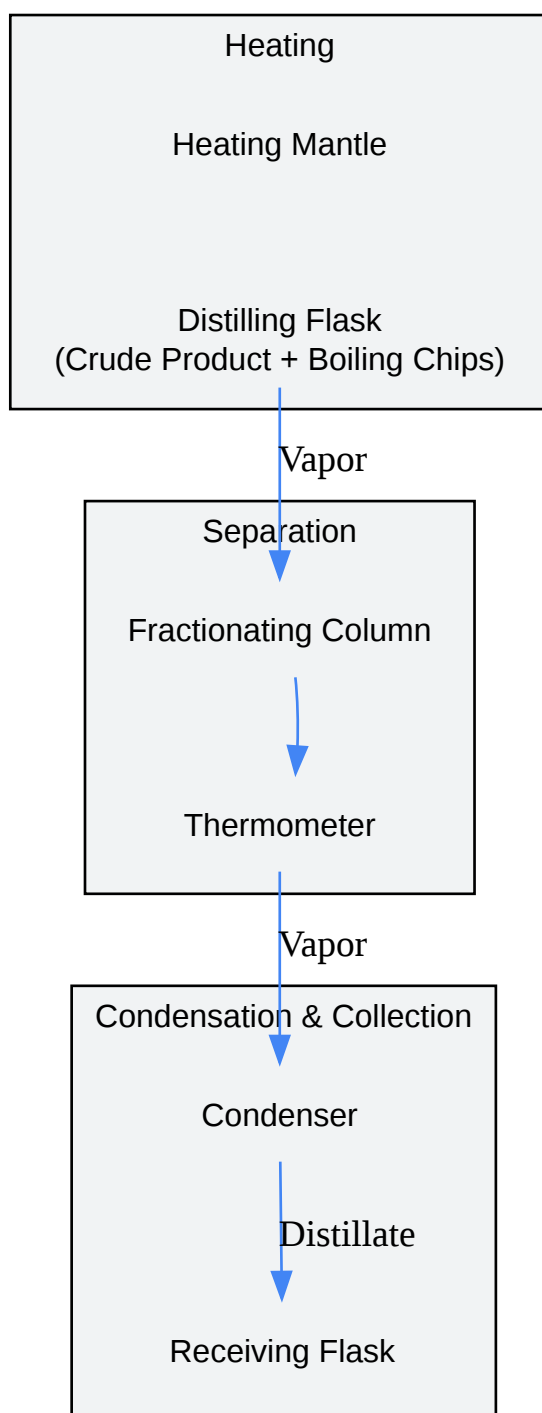 Heating
Heating Mantle
Distilling Flask
(Crude Product + Boiling Chips)
Vapor
Separation
Fractionating Column
Thermometer
Vapor
Condensation & Collection
Condenser
Distillate
Receiving Flask